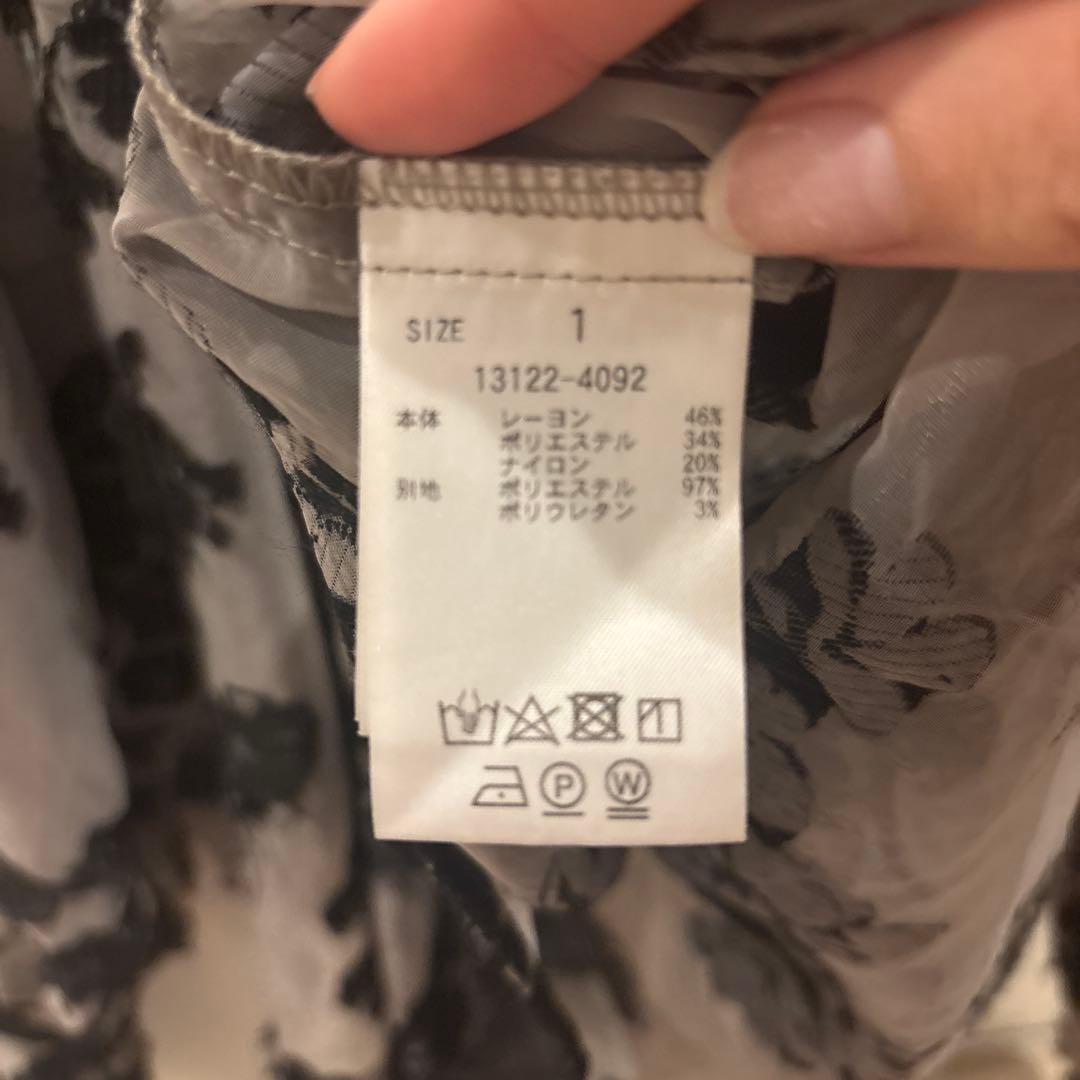 SIZE 1
13122-4092
本体 レーヨン 46%
ポリエステル 34%
ナイロン 20%
別地 ポリエステル 97%
ポリウレタン 3%
P W